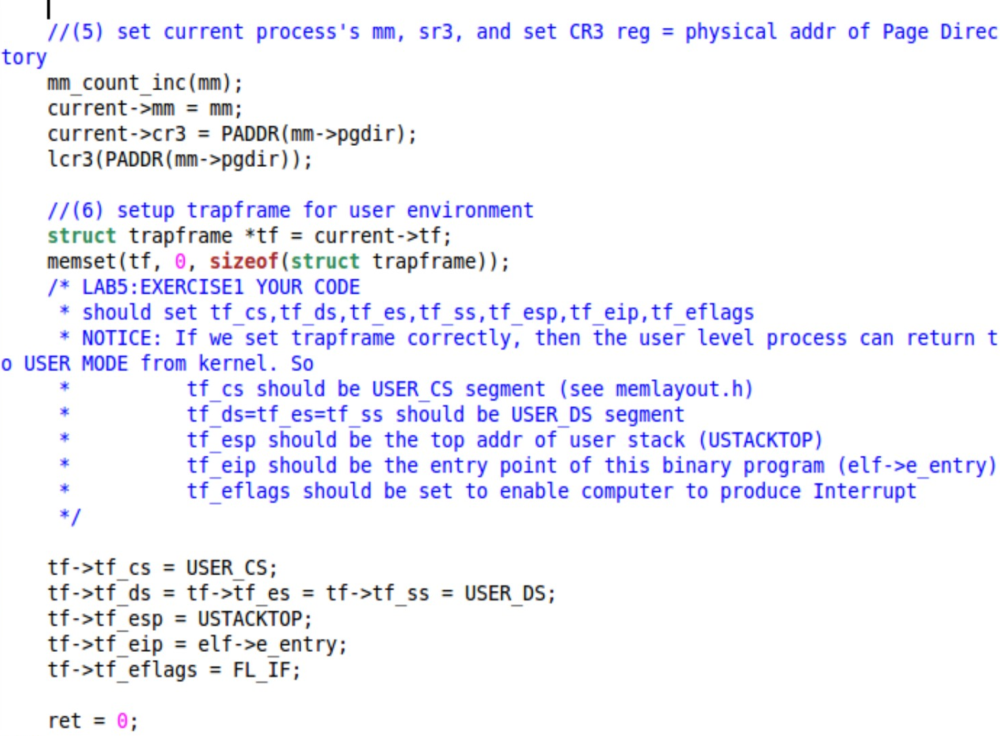 //(5) set current process's mm, sr3, and set CR3 reg = physical addr of Page Direc
tory
mm_count_inc(mm);
current->mm = mm;
current->cr3 = PADDR(mm->pgdir);
lcr3(PADDR(mm->pgdir));
//(6) setup trapframe for user environment
struct trapframe *tf = current->tf;
memset(tf, 0, sizeof(struct trapframe));
/* LAB5:EXERCISE1 YOUR CODE
* should set tf_cs,tf_ds,tf_es,tf_ss,tf_esp,tf_eip,tf_eflags
* NOTICE: If we set trapframe correctly, then the user level process can return t
o USER MODE from kernel. So
* tf_cs should be USER_CS segment (see memlayout.h)
* tf_ds=tf_es=tf_ss should be USER_DS segment
* tf_esp should be the top addr of user stack (USTACKTOP)
* tf_eip should be the entry point of this binary program (elf->e_entry)
* tf_eflags should be set to enable computer to produce Interrupt
*/
tf->tf_cs = USER_CS;
tf->tf_ds = tf->tf_es = tf->tf_ss = USER_DS;
tf->tf_esp = USTACKTOP;
tf->tf_eip = elf->e_entry;
tf->tf_eflags = FL_IF;
ret = 0;